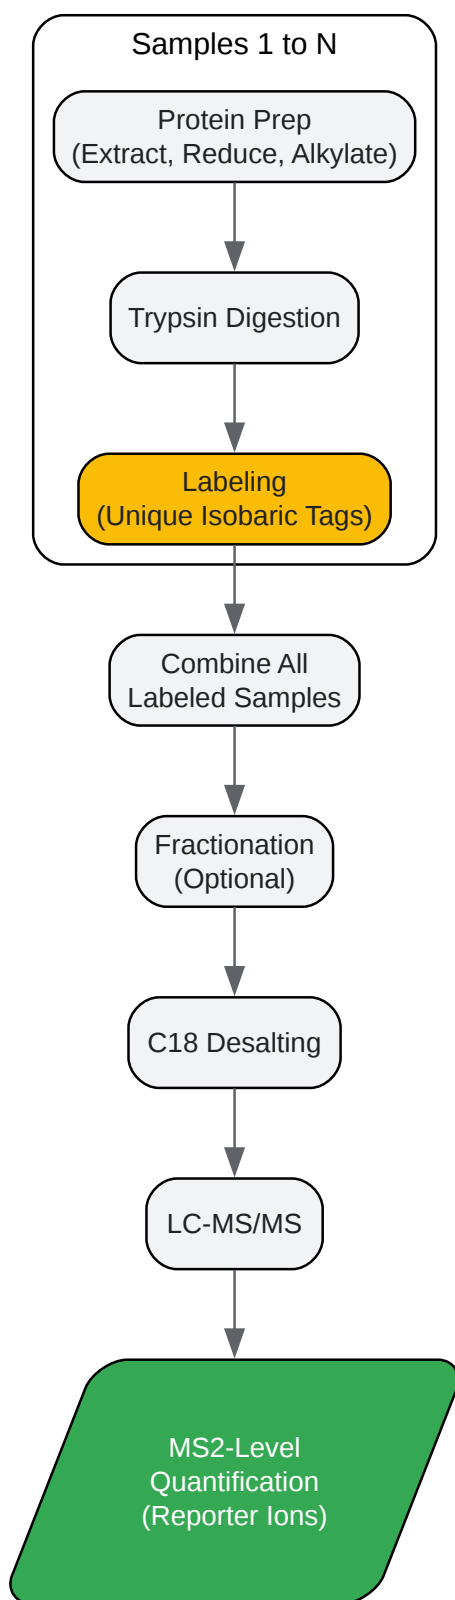 Samples 1 to N
Protein Prep
(Extract, Reduce, Alkylate)
Trypsin Digestion
Labeling
(Unique Isobaric Tags)
Combine All
Labeled Samples
Fractionation
(Optional)
C18 Desalting
LC-MS/MS
MS2-Level
Quantification
(Reporter Ions)